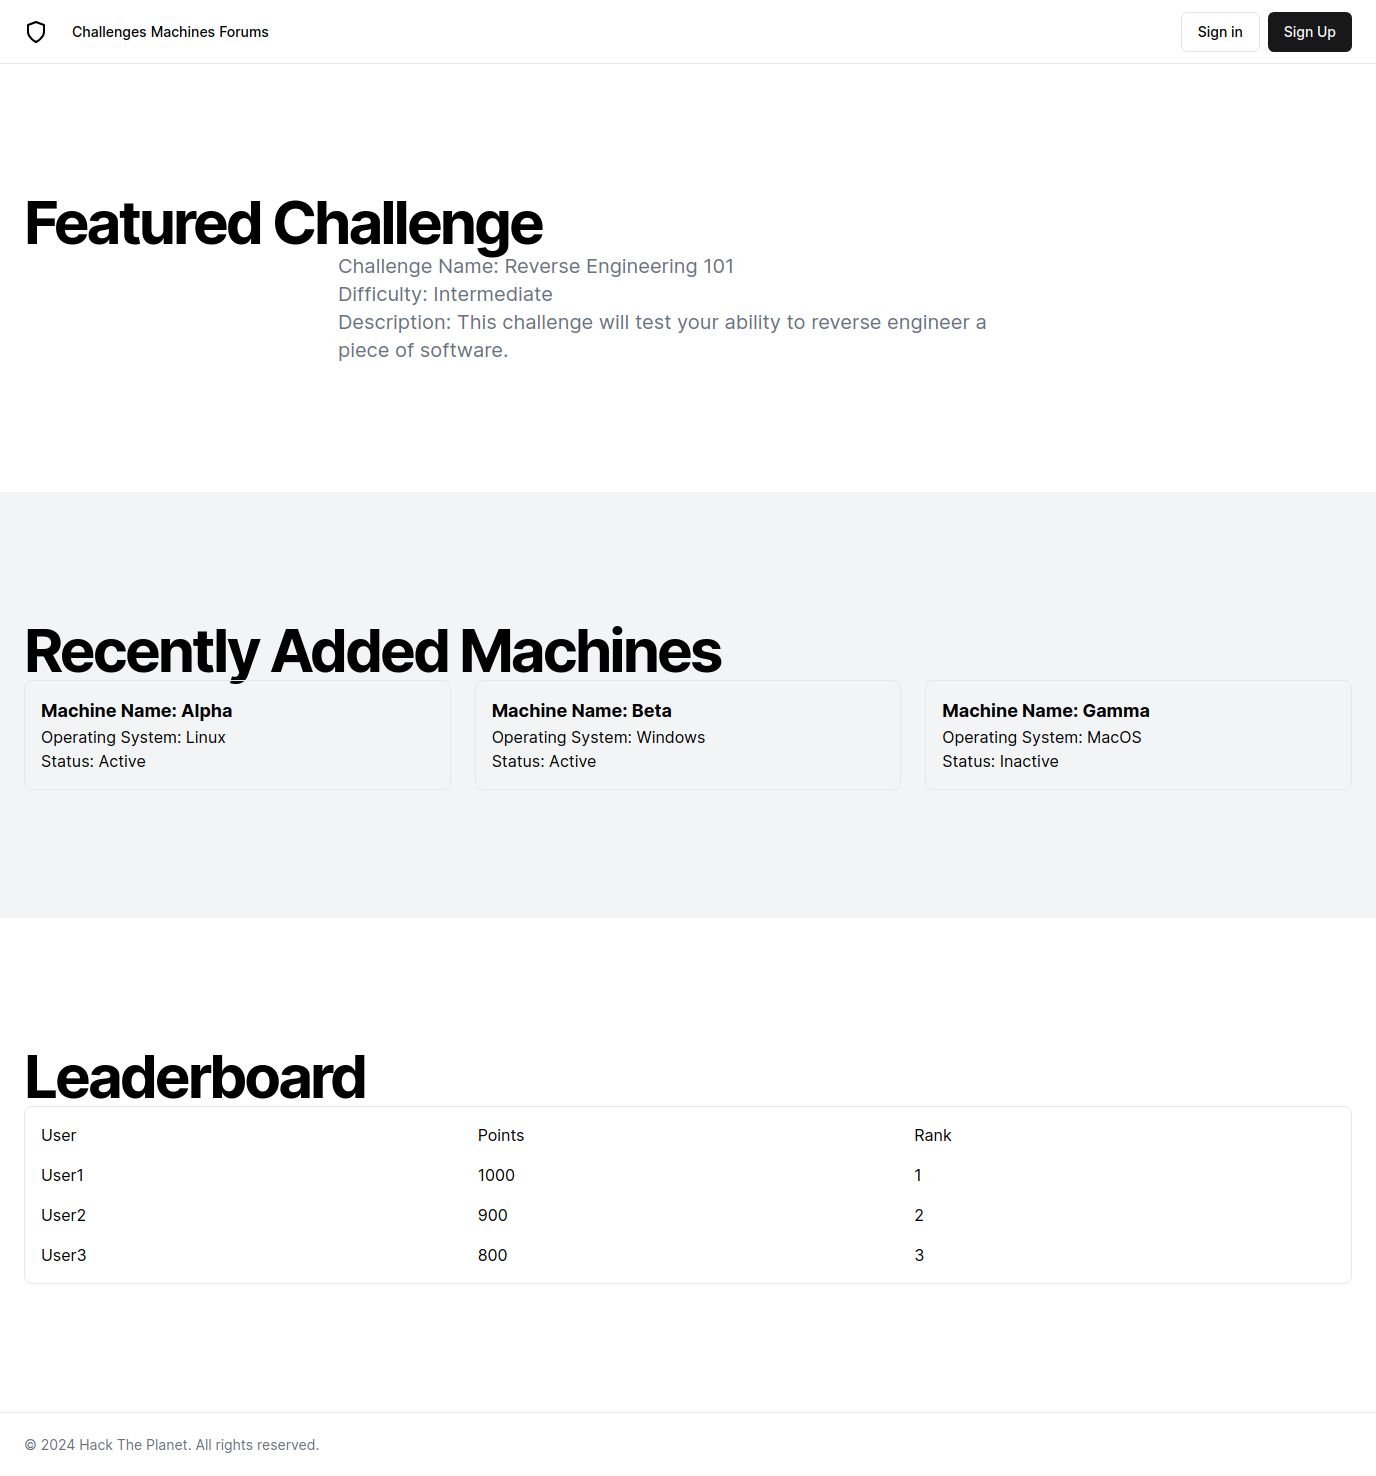 Challenges Machines Forums
Sign in
Sign Up
Featured Challenge
Challenge Name: Reverse Engineering 101
Difficulty: Intermediate
Description: This challenge will test your ability to reverse engineer a
piece of software.
Recently Added Machines
Machine Name: Alpha
Operating System: Linux
Status: Active
Machine Name: Beta
Operating System: Windows
Status: Active
Machine Name: Gamma
Operating System: MacOS
Status: Inactive
Leaderboard
User Points Rank
User1 1000 1
User2 900 2
User3 800 3
© 2024 Hack The Planet. All rights reserved.